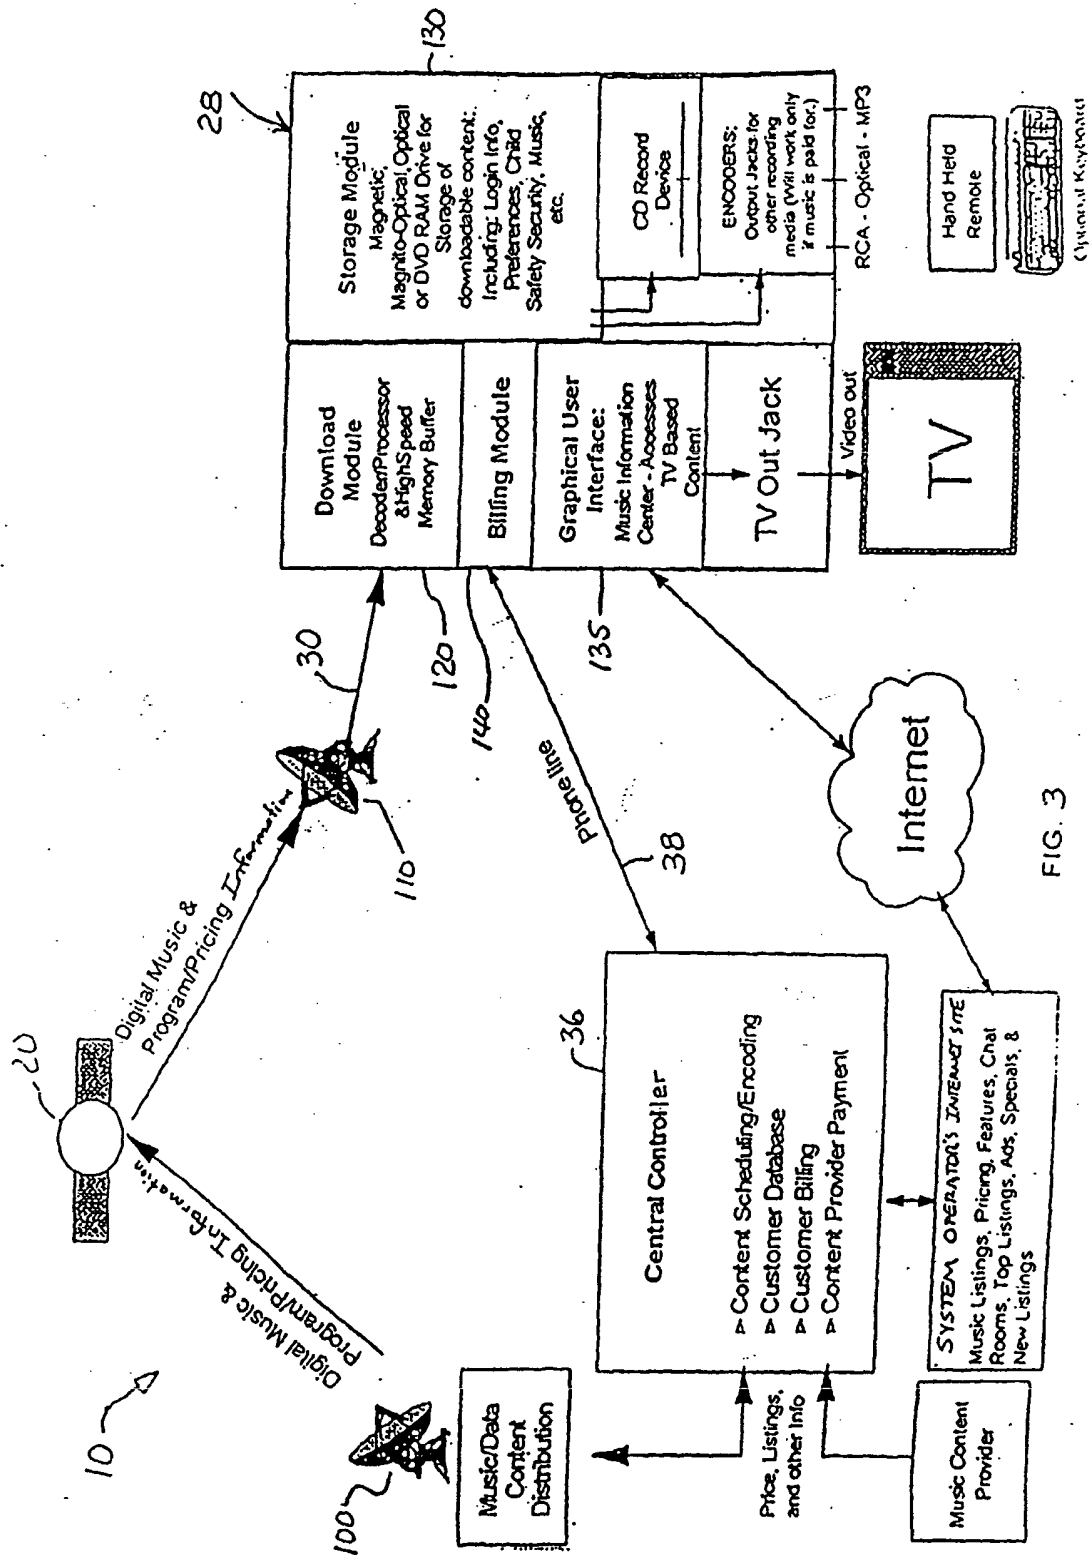 10
20
Digital Music &
Program/Pricing Information
Digital Music &
Program/Pricing Information
100
Music/Data
Content
Distribution
110
30
28
130
Download
Module
Decoder/Processor
&HighSpeed
Memory Buffer
120
Billing Module
140
Graphical User
Interface:
Music Information
Center - Accesses
TV Based
Content
135
TV Out Jack
Video out
TV
Storage Module
Magnetic,
Magnito-Optical, Optical
or DVD RAM Drive for
Storage of
downloadable content:
Including: Login Info,
Preferences, Child
Safety Security, Music,
etc.
CD Record
Device
ENCODERS:
Output Jacks for
other recording
media (Will work only
if music is paid for.)
RCA - Optical - MP3
Hand Held
Remote
Optional Keyboard
Phone line
38
36
Central Controller
Content Scheduling/Encoding
Customer Database
Customer Billing
Content Provider Payment
Price, Listings,
and other Info
Music Content
Provider
SYSTEM OPERATOR'S INTERNET SITE
Music Listings, Pricing, Features, Chat
Rooms, Top Listings, Ads, Specials, &
New Listings
Internet
FIG. 3